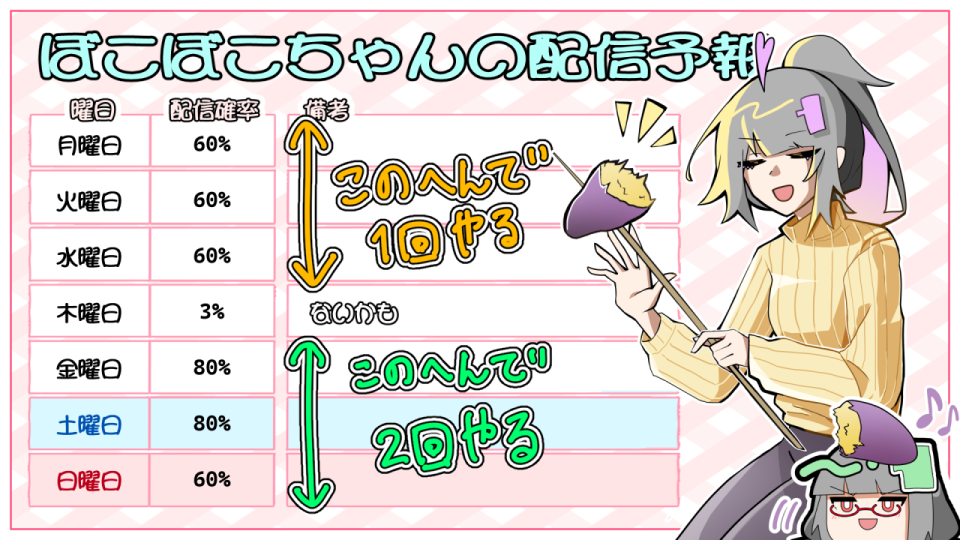 ぼこぼこちゃんの配信予報
曜日 配信確率 備考
月曜日 60%
火曜日 60%
水曜日 60%
このへんで
1回やる
木曜日 3% ないかも
金曜日 80%
土曜日 80%
日曜日 60%
このへんで
2回やる